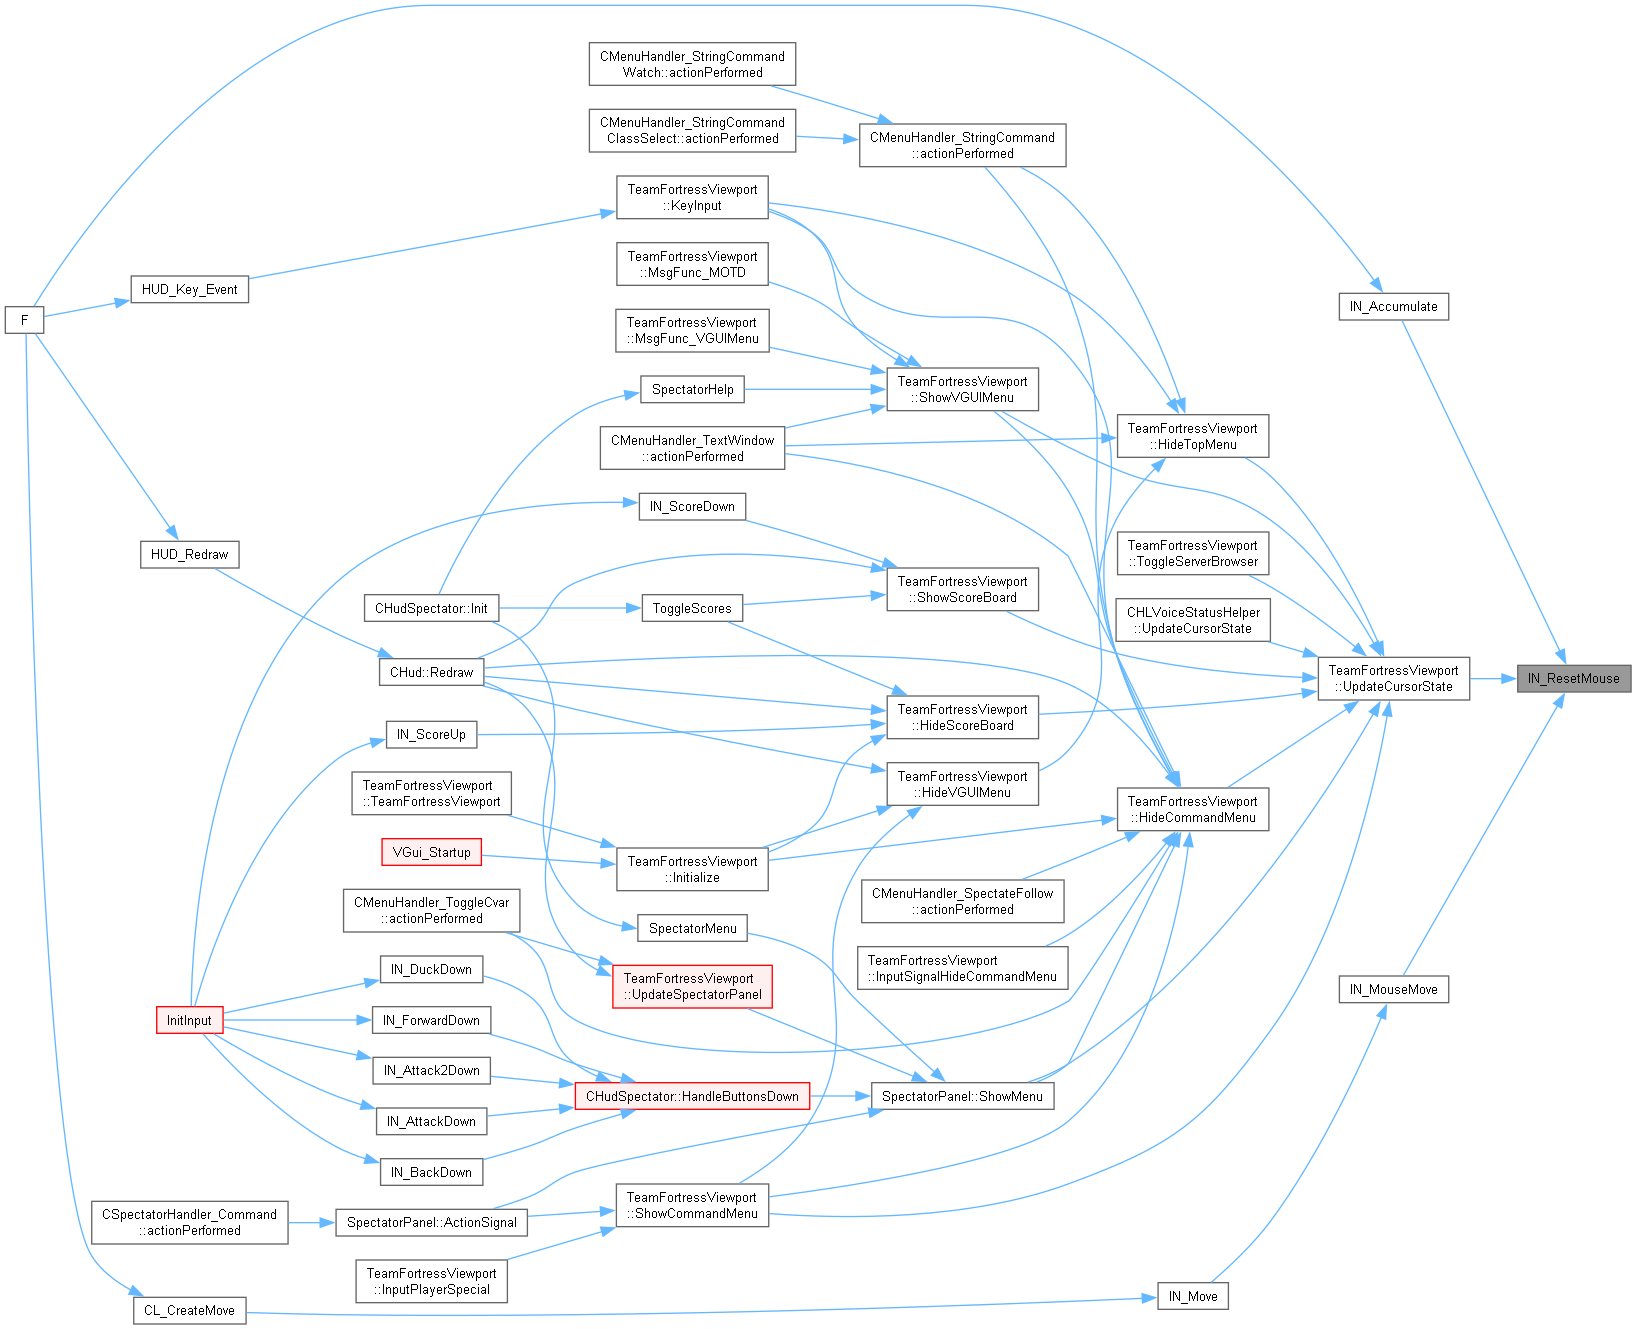 CMenuHandler_StringCommand
Watch::actionPerformed
CMenuHandler_StringCommand
ClassSelect::actionPerformed
CMenuHandler_StringCommand
::actionPerformed
TeamFortressViewport
::KeyInput
TeamFortressViewport
::MsgFunc_MOTD
HUD_Key_Event
IN_Accumulate
F
TeamFortressViewport
::MsgFunc_VGUIMenu
SpectatorHelp
TeamFortressViewport
::ShowVGUIMenu
TeamFortressViewport
::HideTopMenu
CMenuHandler_TextWindow
::actionPerformed
IN_ScoreDown
HUD_Redraw
TeamFortressViewport
::ToggleServerBrowser
TeamFortressViewport
::ShowScoreBoard
CHudSpectator::Init
ToggleScores
CHLVoiceStatusHelper
::UpdateCursorState
CHud::Redraw
TeamFortressViewport
::UpdateCursorState
IN_ResetMouse
TeamFortressViewport
::HideScoreBoard
IN_ScoreUp
TeamFortressViewport
::TeamFortressViewport
TeamFortressViewport
::HideVGUIMenu
TeamFortressViewport
::HideCommandMenu
VGui_Startup
TeamFortressViewport
::Initialize
CMenuHandler_SpectateFollow
::actionPerformed
CMenuHandler_ToggleCvar
::actionPerformed
SpectatorMenu
TeamFortressViewport
::InputSignalHideCommandMenu
IN_DuckDown
TeamFortressViewport
::UpdateSpectatorPanel
IN_MouseMove
InitInput
IN_ForwardDown
IN_Attack2Down
CHudSpectator::HandleButtonsDown
SpectatorPanel::ShowMenu
IN_AttackDown
IN_BackDown
TeamFortressViewport
::ShowCommandMenu
CSpectatorHandler_Command
::actionPerformed
SpectatorPanel::ActionSignal
TeamFortressViewport
::InputPlayerSpecial
CL_CreateMove
IN_Move